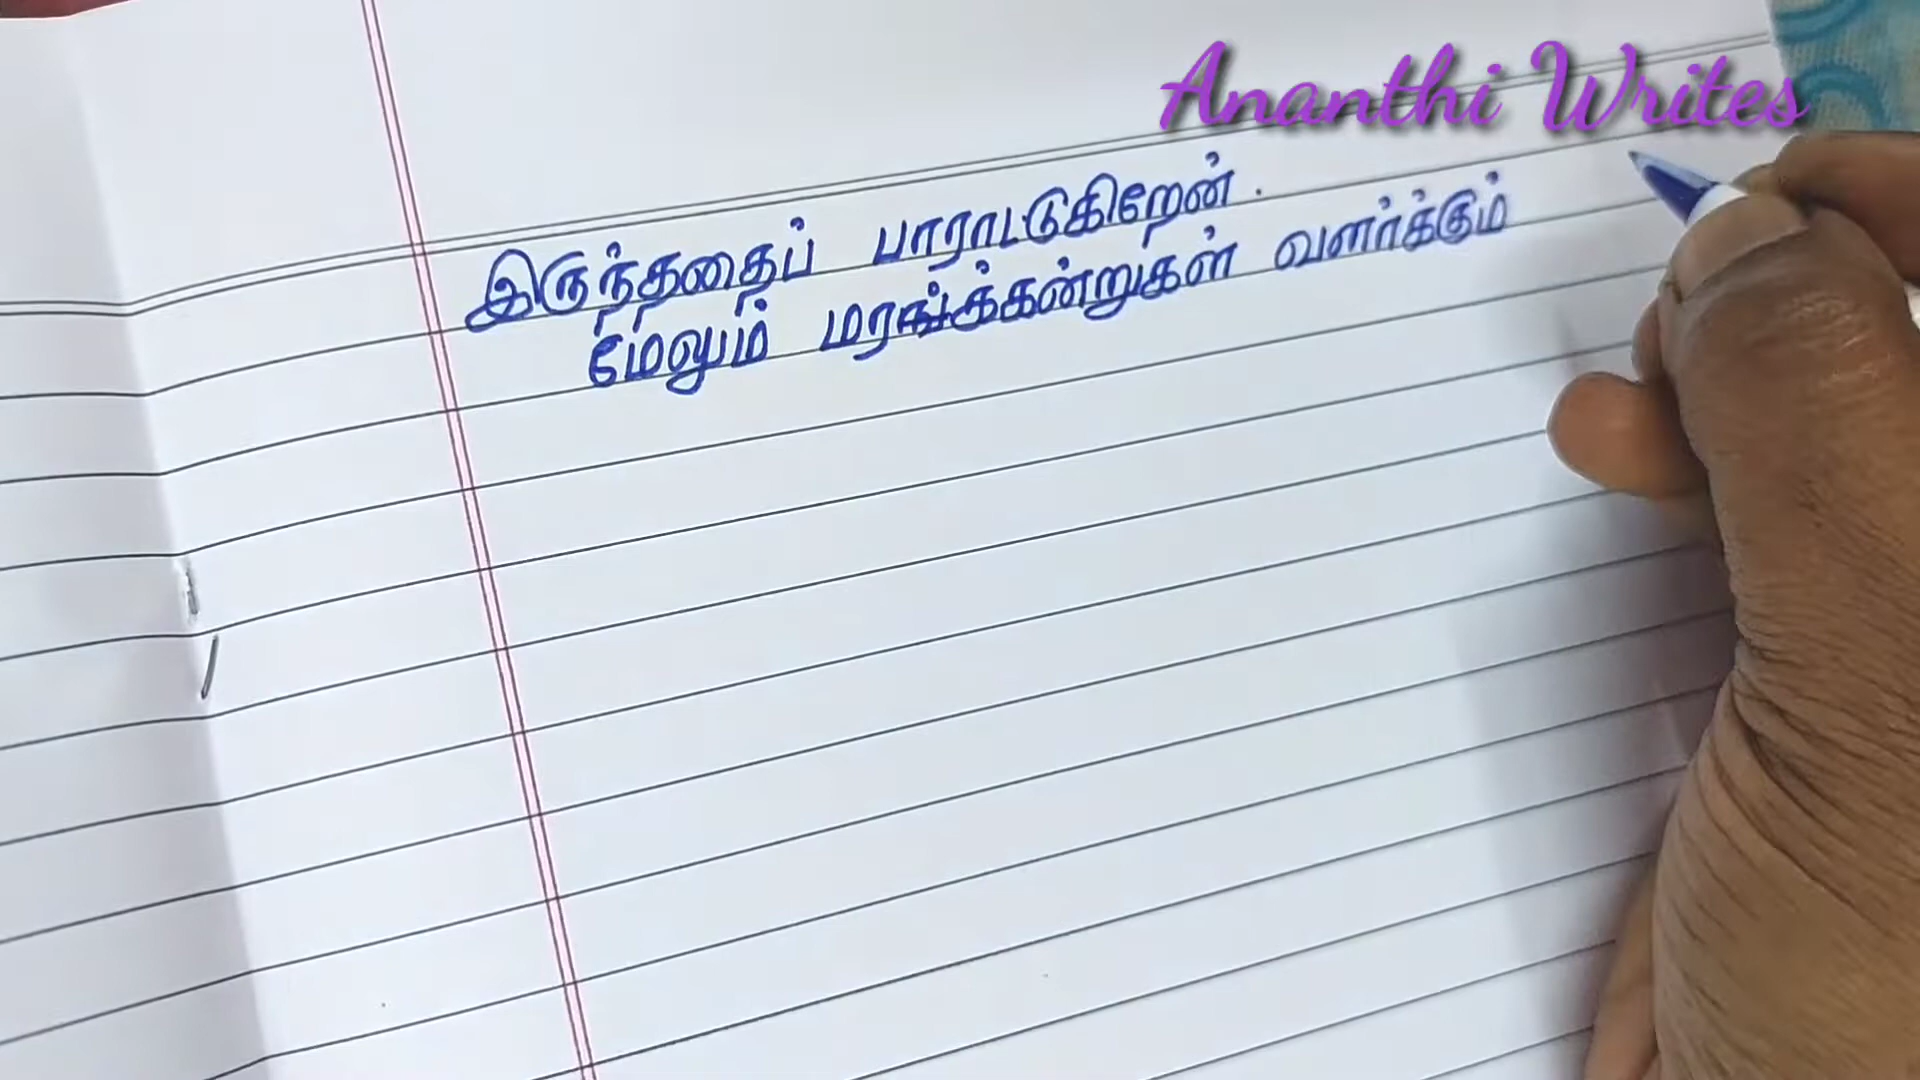 Ananthi Writes
இருந்ததைப் பாராட்டுகிறேன்.
மேலும் மரக்கன்றுகள் வளர்க்கும்